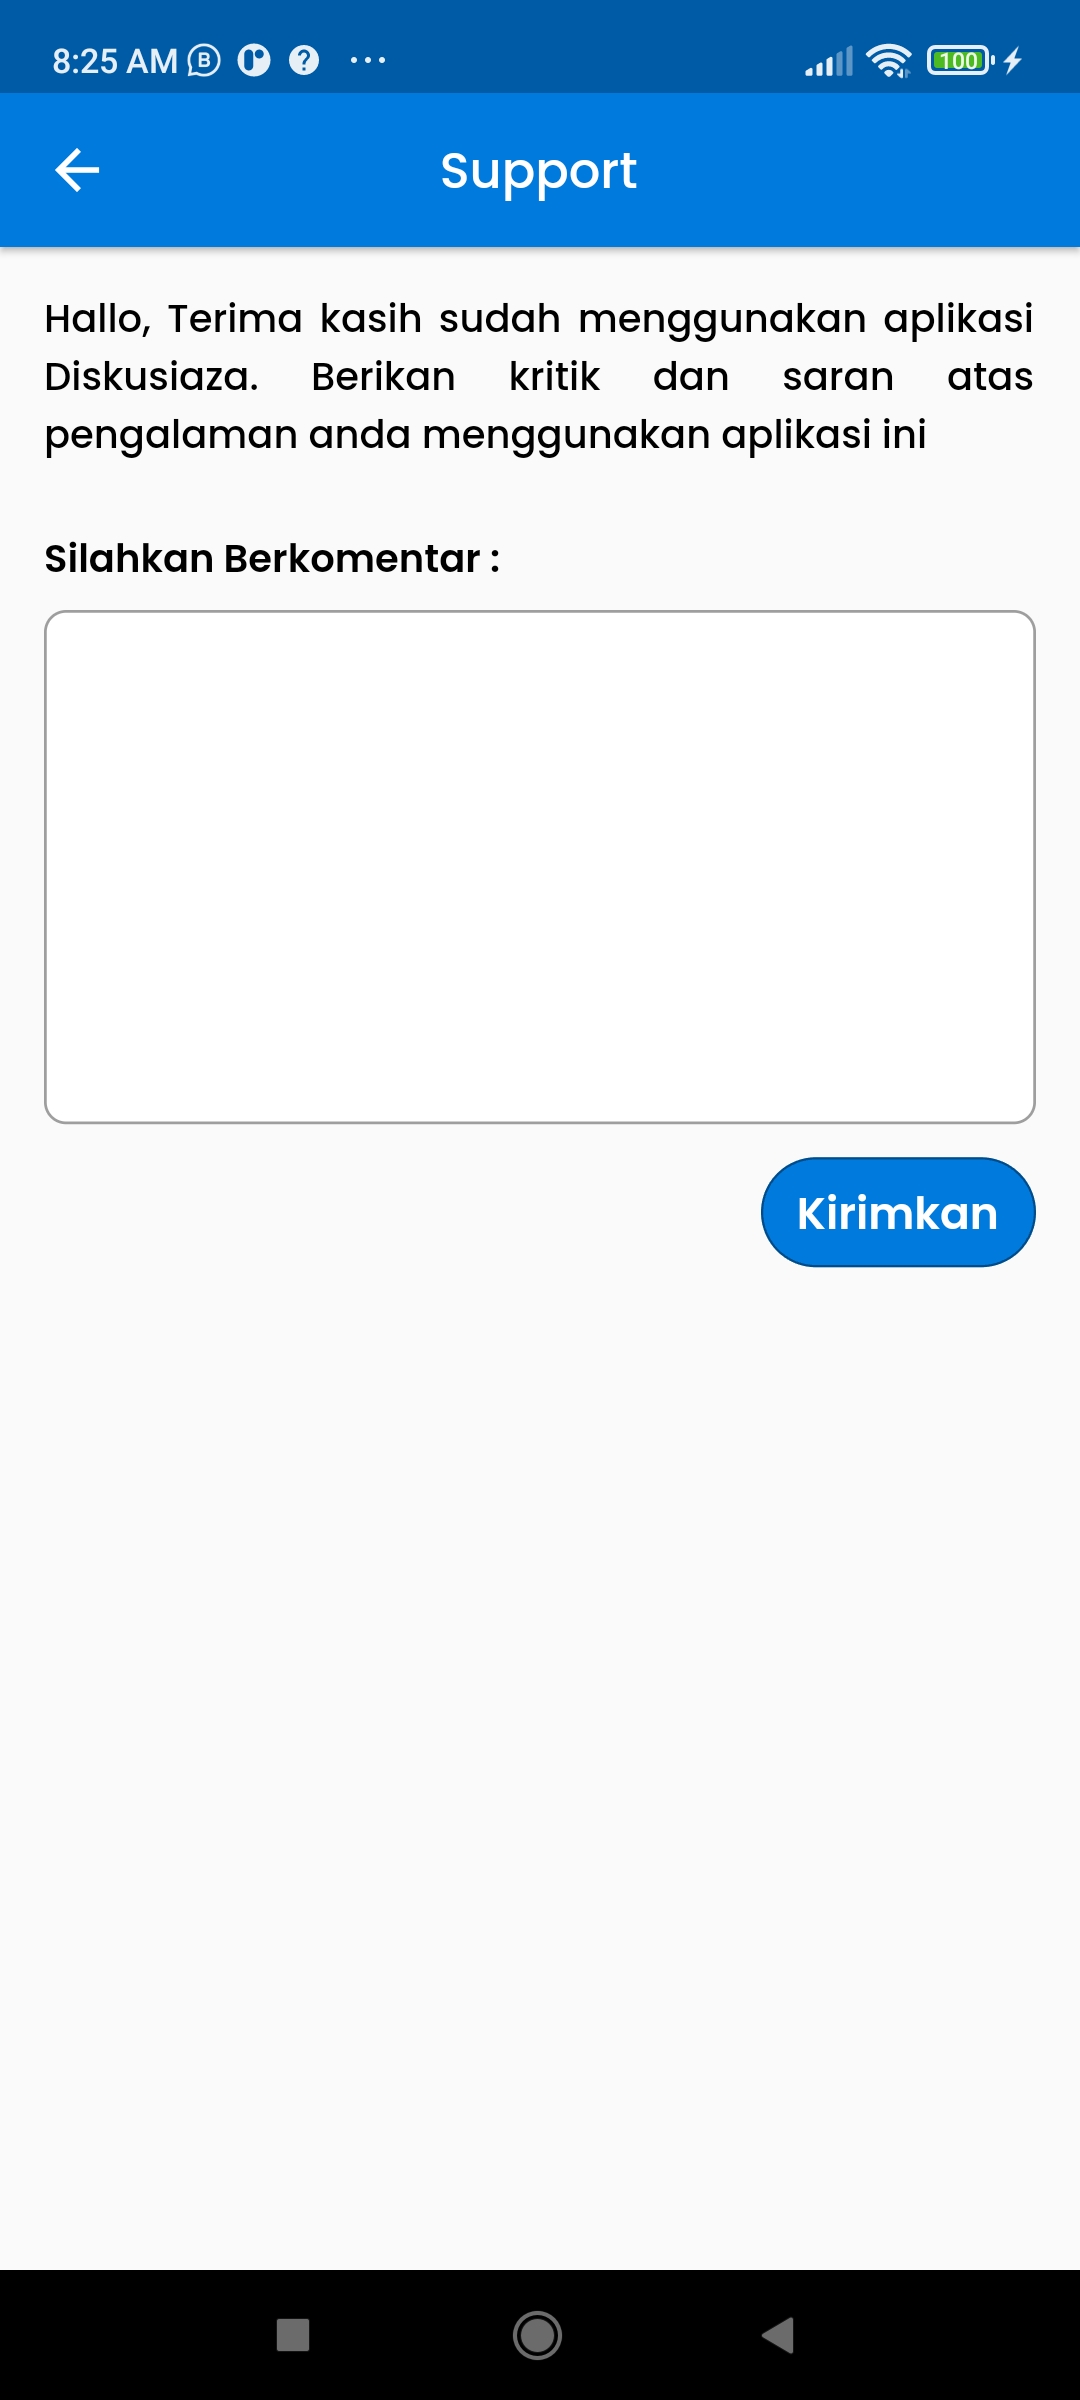 8:25 AM
100
Support
Hallo, Terima kasih sudah menggunakan aplikasi
Diskusiaza. Berikan kritik dan saran atas
pengalaman anda menggunakan aplikasi ini
Silahkan Berkomentar :
Kirimkan